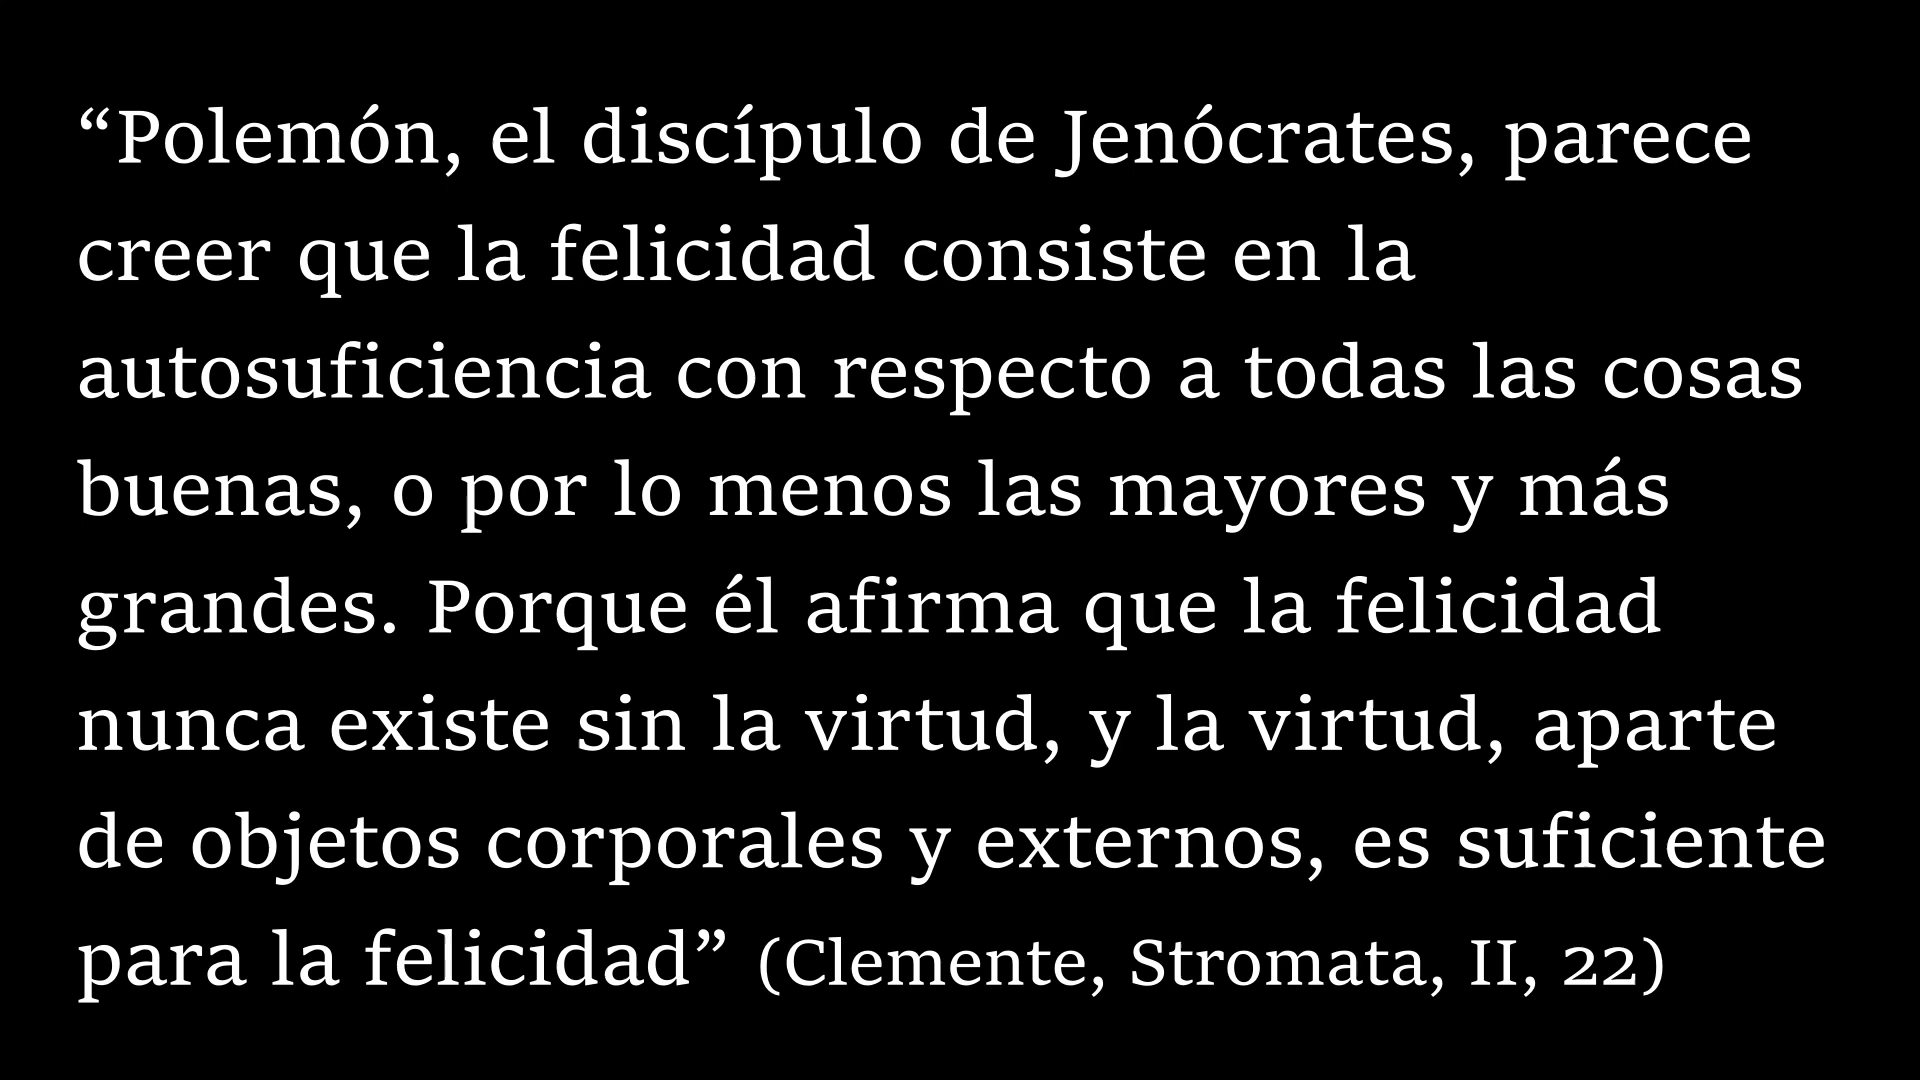 “Polemón, el discípulo de Jenócrates, parece
creer que la felicidad consiste en la
autosuficiencia con respecto a todas las cosas
buenas, o por lo menos las mayores y más
grandes. Porque él afirma que la felicidad
nunca existe sin la virtud, y la virtud, aparte
de objetos corporales y externos, es suficiente
para la felicidad” (Clemente, Stromata, II, 22)